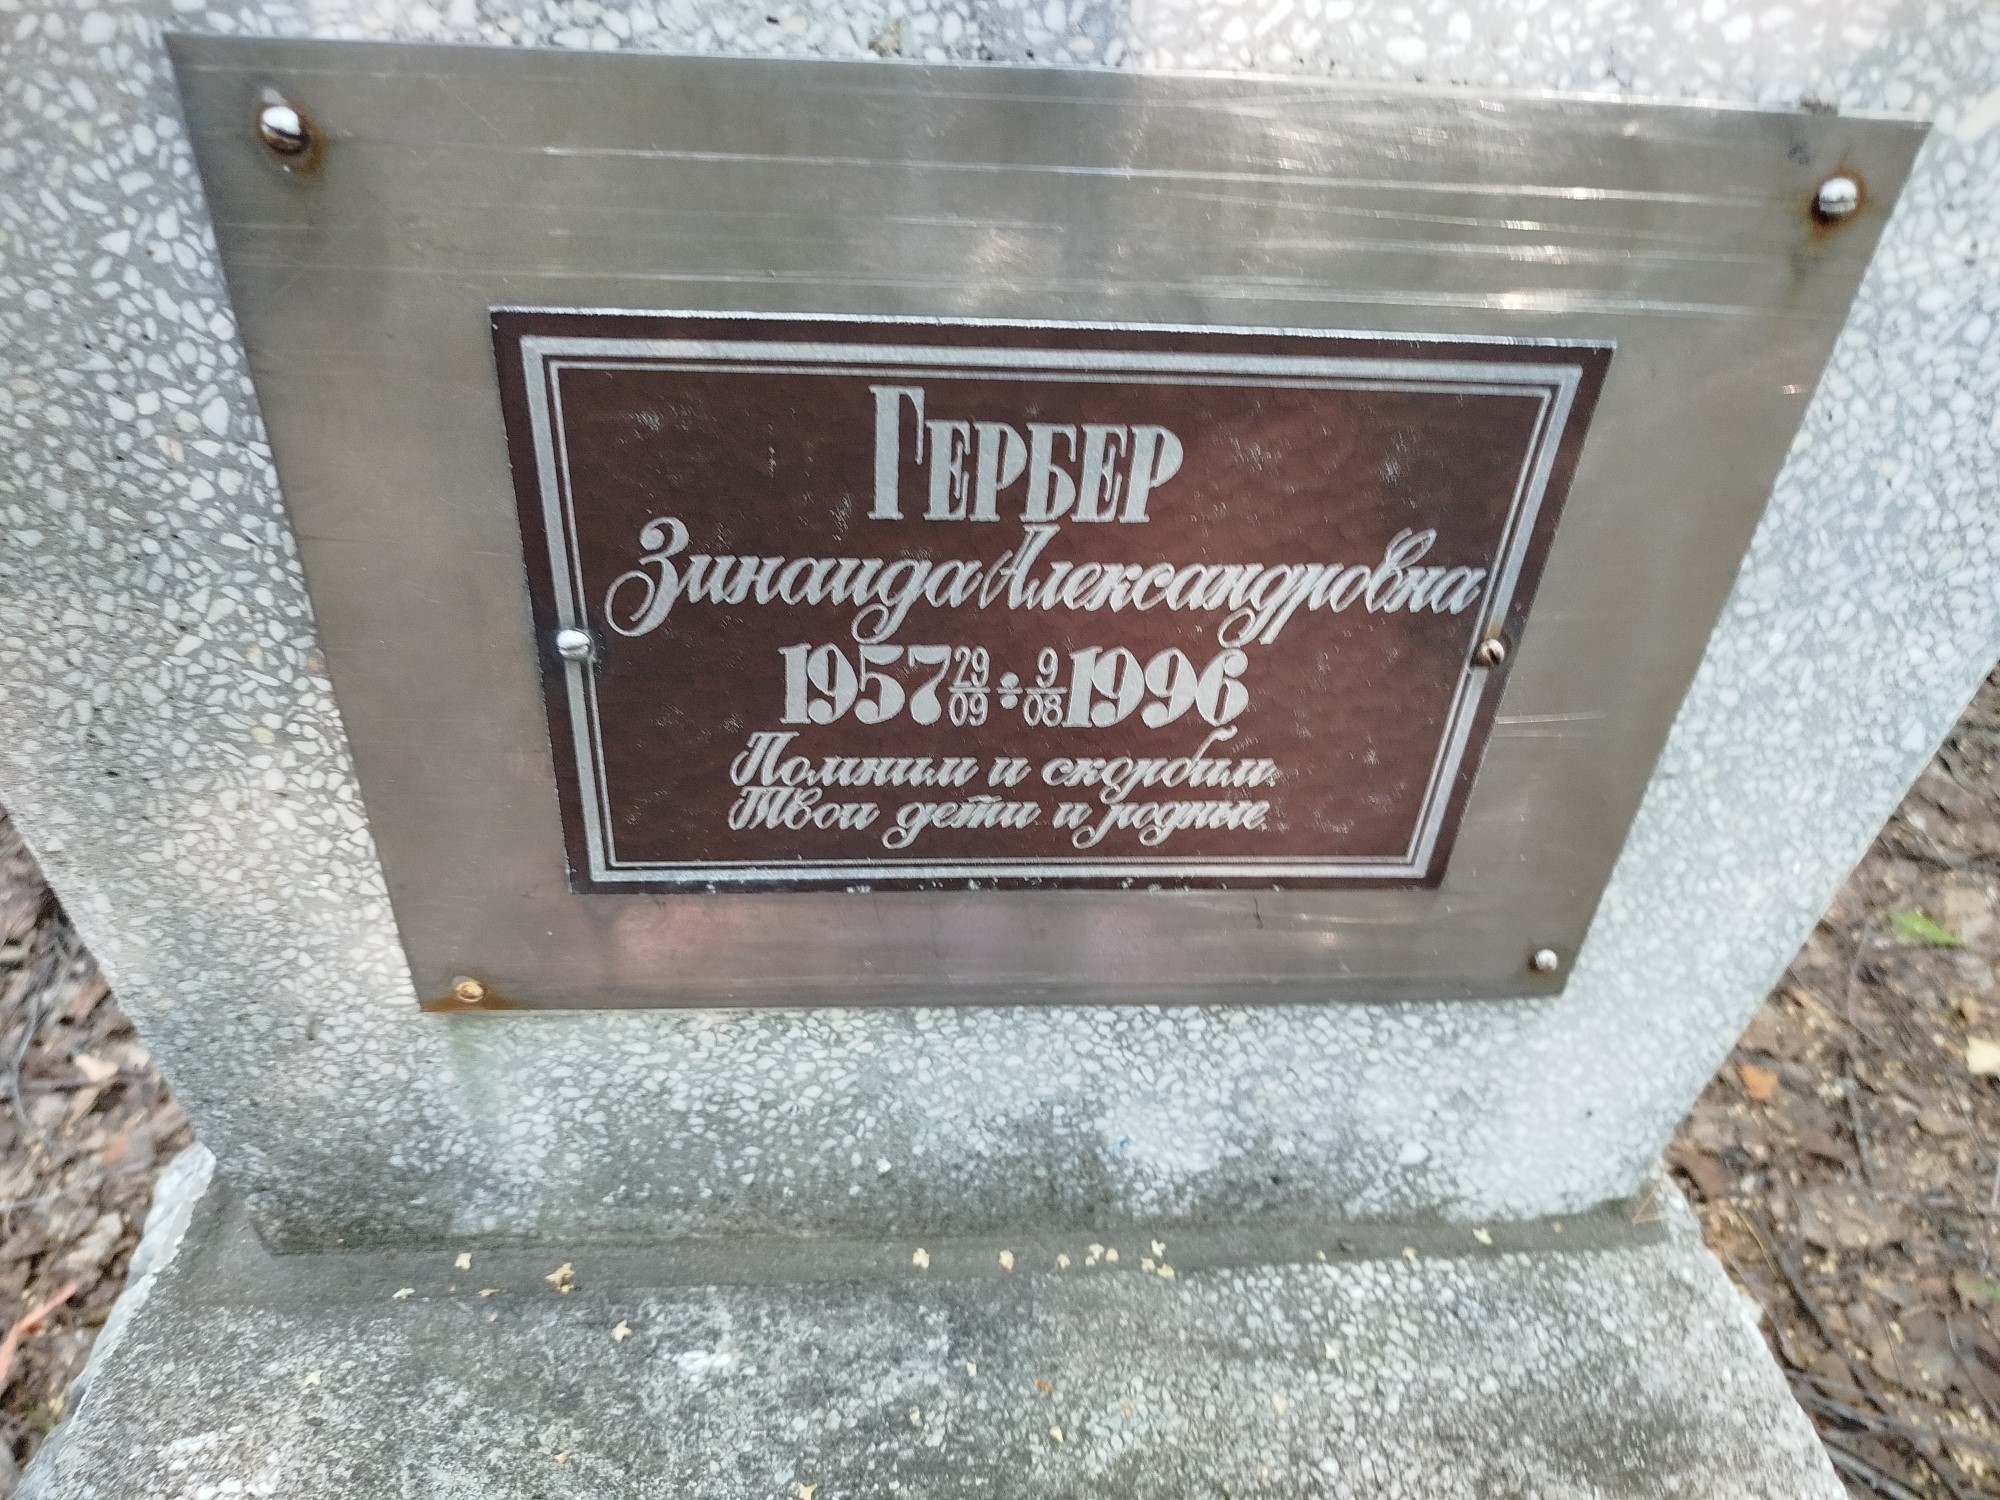 ГЕРБЕР
Зинаида Александровна
1957 29/09 ÷ 9/08 1996
Помним и скорбим.
Твои дети и родные.